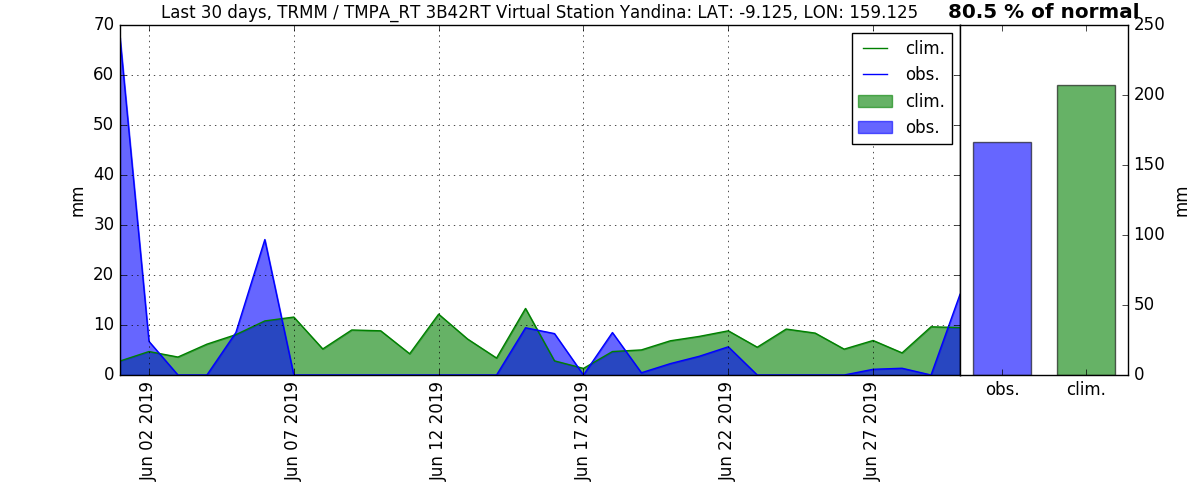 Last 30 days, TRMM / TMPA_RT 3B42RT Virtual Station Yandina: LAT: -9.125, LON: 159.125
80.5 % of normal
70
60
50
40
30
20
10
0
mm
clim.
obs.
clim.
obs.
Jun 02 2019
Jun 07 2019
Jun 12 2019
Jun 17 2019
Jun 22 2019
Jun 27 2019
250
200
150
100
50
0
mm
obs.
clim.